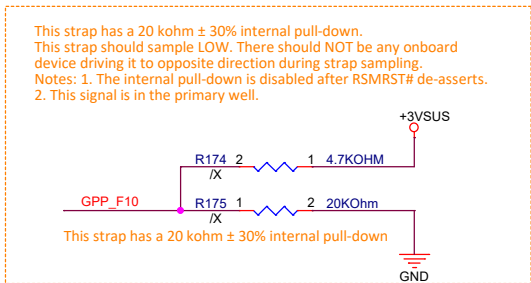 This strap has a 20 kohm ± 30% internal pull-down.
This strap should sample LOW. There should NOT be any onboard
device driving it to opposite direction during strap sampling.
Notes: 1. The internal pull-down is disabled after RSMRST# de-asserts.
2. This signal is in the primary well.
+3VSUS
R174 2 1 4.7KOHM
/X
GPP_F10 R175 1 2 20KOhm
/X
This strap has a 20 kohm ± 30% internal pull-down
GND